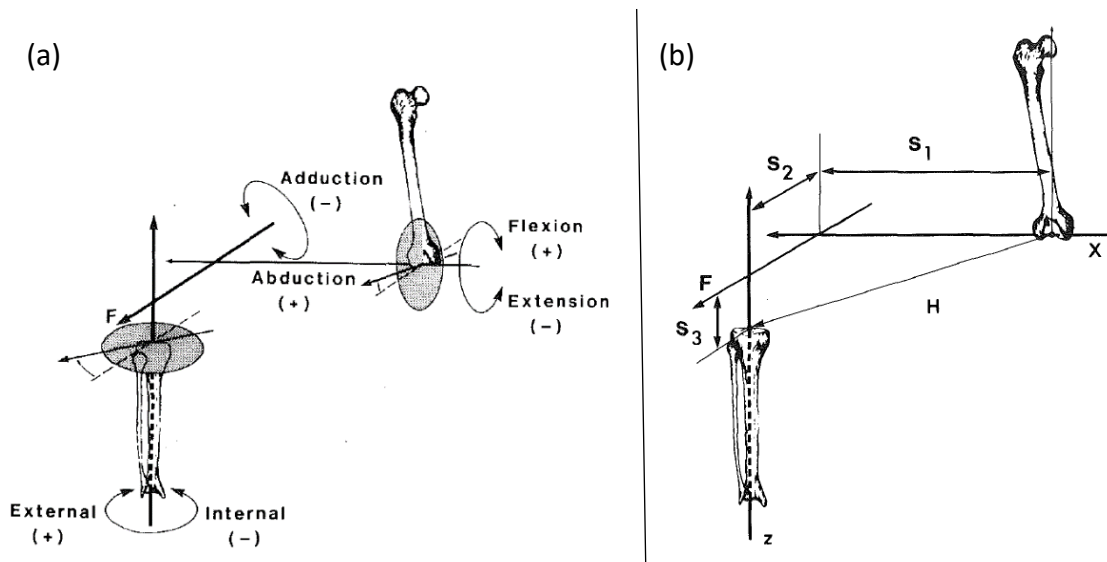 (a)
Adduction
(-)
Flexion
(+)
Abduction
(+)
Extension
(-)
F
External
(+)
Internal
(-)
(b)
S1
S2
X
F
H
S3
z